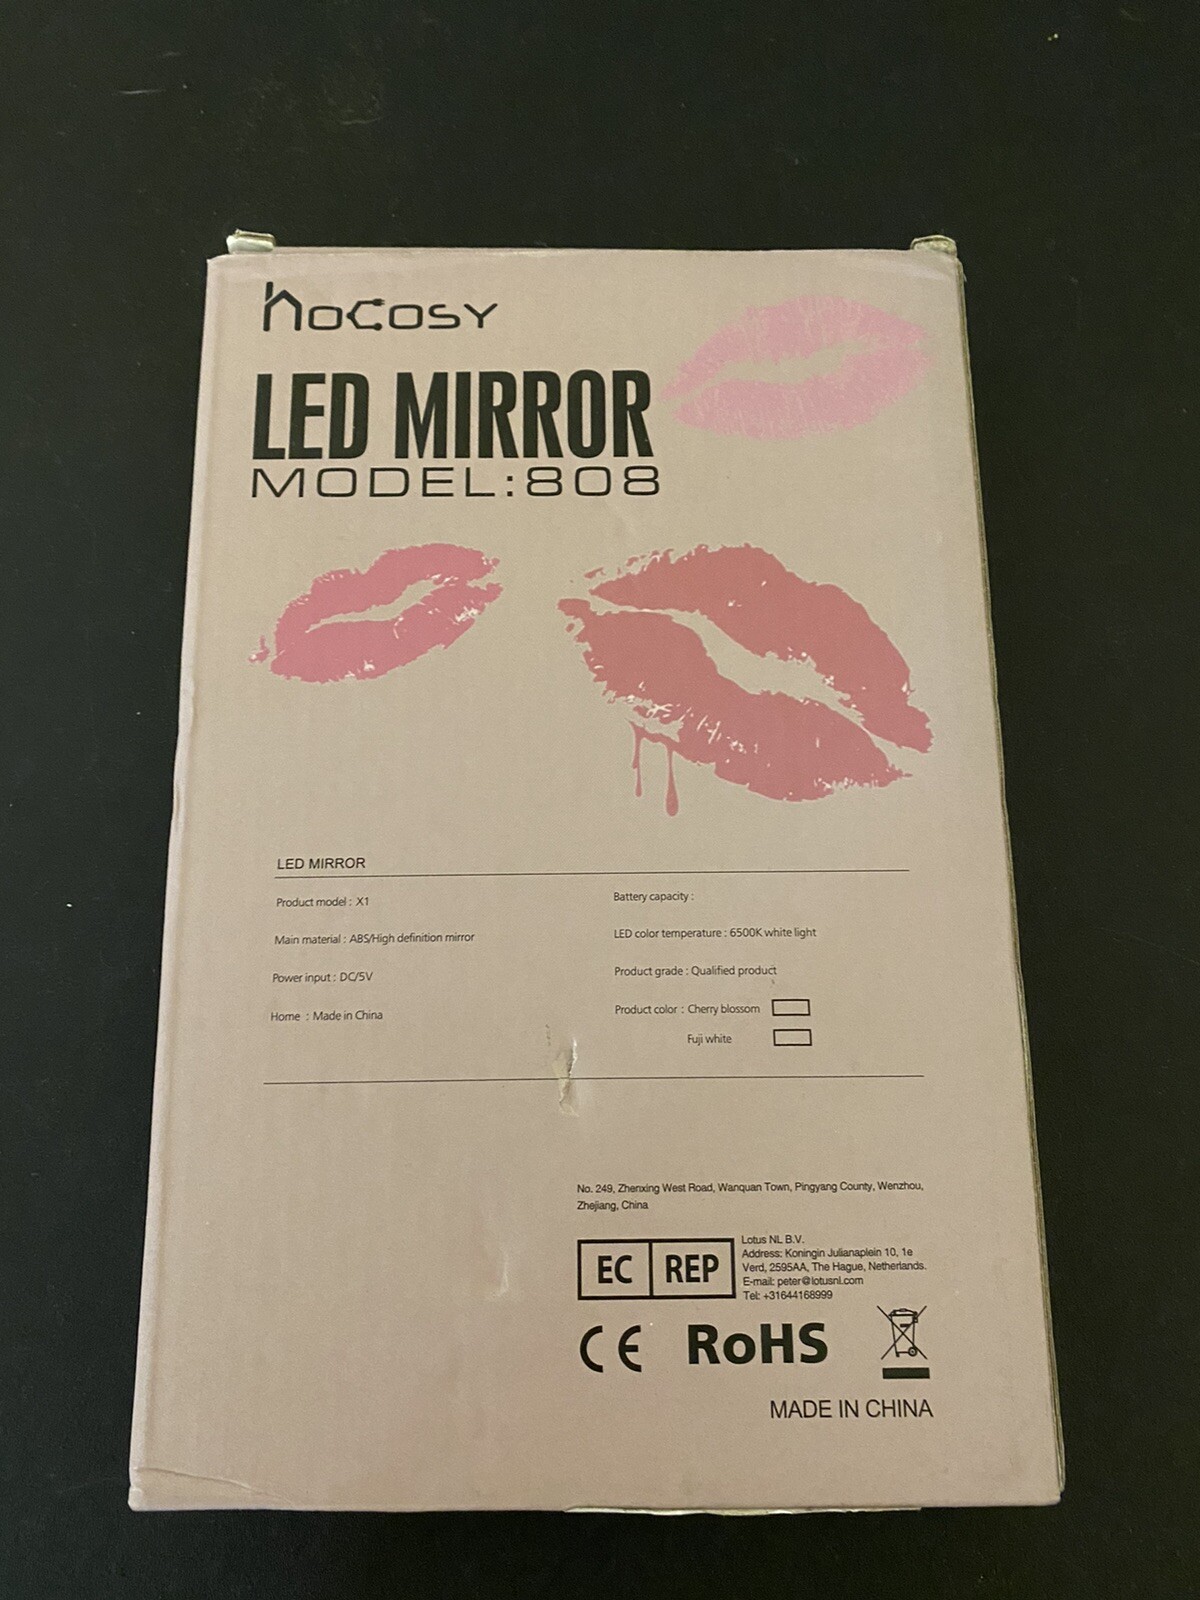 hoCosy
LED MIRROR
MODEL:808
LED MIRROR
Product model : X1
Main material : ABS/High definition mirror
Power input : DC/5V
Home : Made in China
Battery capacity :
LED color temperature : 6500K white light
Product grade : Qualified product
Product color : Cherry blossom
Fuji white
No. 249, Zhenxing West Road, Wanquan Town, Pingyang County, Wenzhou,
Zhejiang, China
EC REP
Lotus NL B.V.
Address: Koningin Julianaplein 10, 1e
Verd, 2595AA, The Hague, Netherlands.
E-mail: peter@lotusnl.com
Tel: +31644168999
CE RoHS
MADE IN CHINA